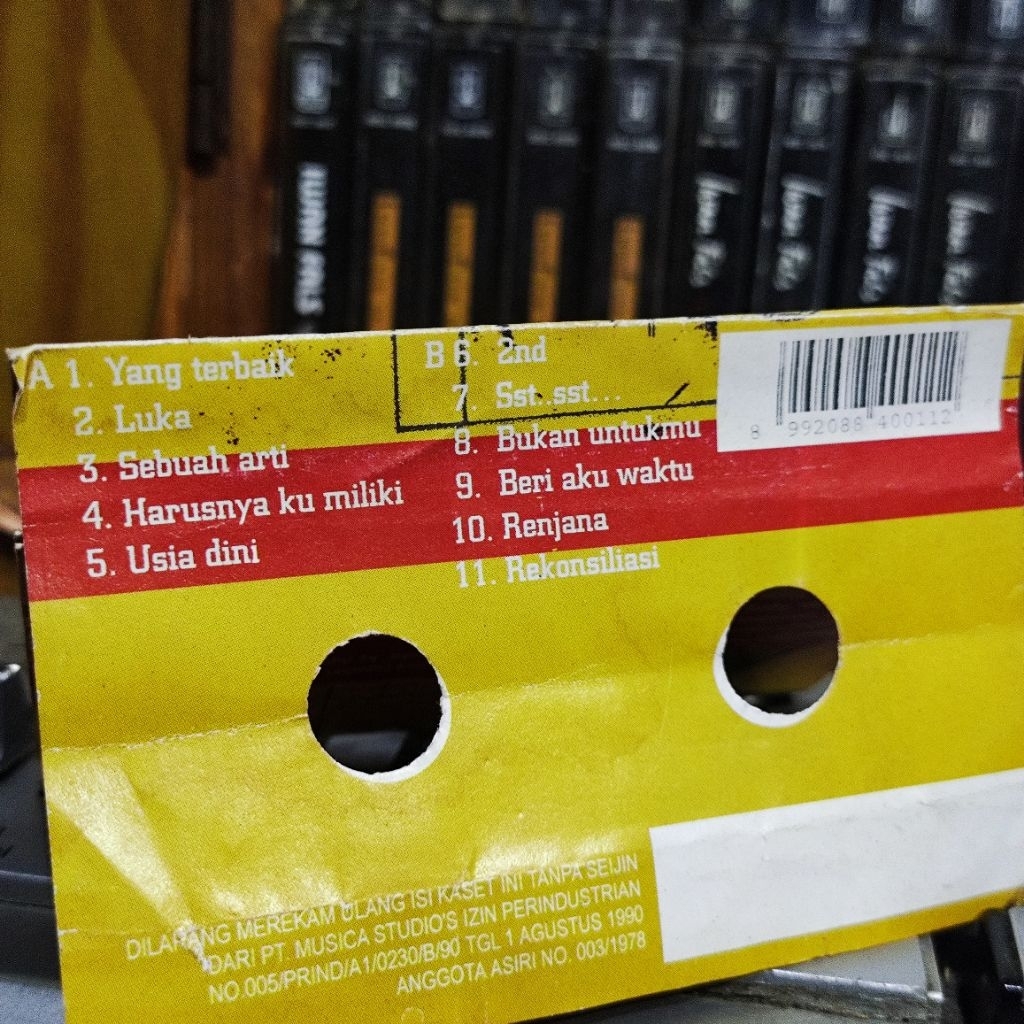 IWAN FALS
A 1. Yang terbaik
2. Luka
3. Sebuah arti
4. Harusnya ku miliki
5. Usia dini
B 6. 2nd
7. Sst..sst...
8. Bukan untukmu
9. Beri aku waktu
10. Renjana
11. Rekonsiliasi
8 992088 400112
DILARANG MEREKAM ULANG ISI KASET INI TANPA SEIJIN
DARI PT. MUSICA STUDIO'S IZIN PERINDUSTRIAN
NO.005/PRIND/A1/0230/B/90 TGL 1 AGUSTUS 1990
ANGGOTA ASIRI NO. 003/1978